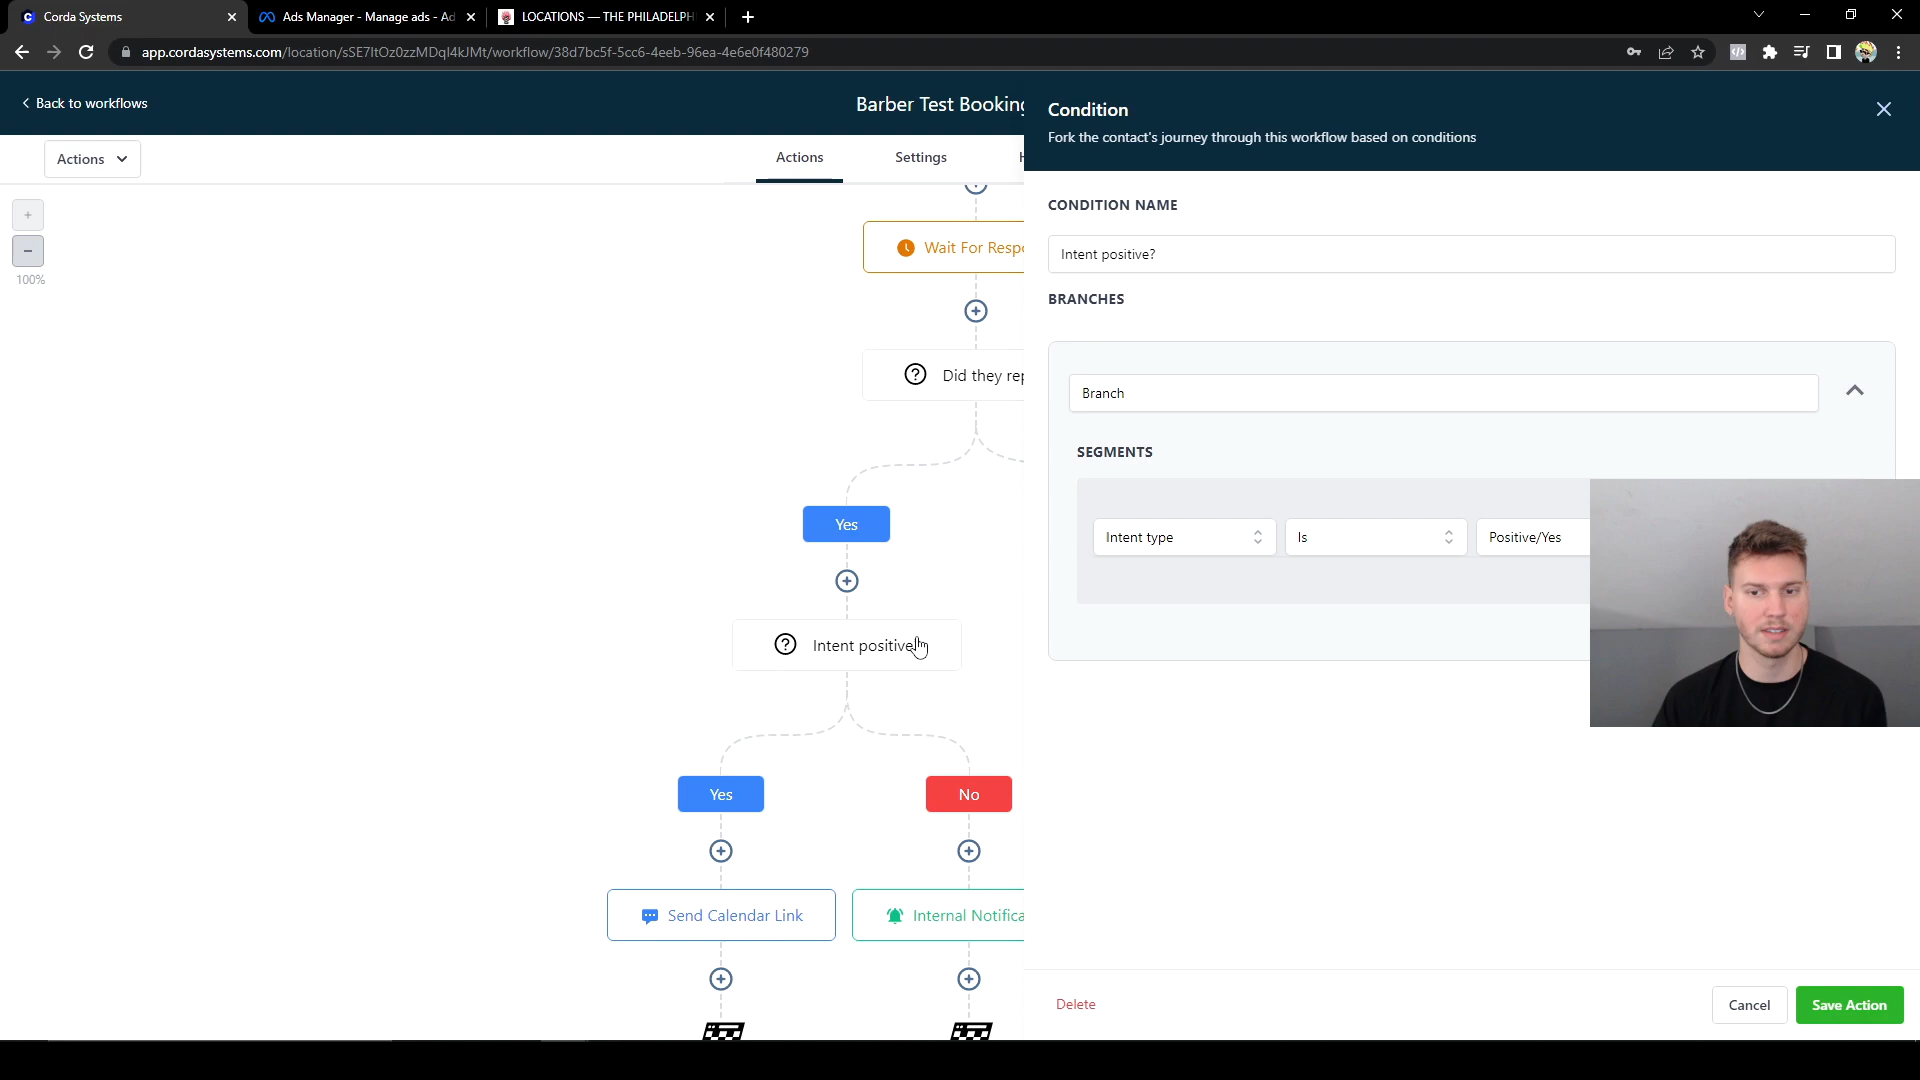 Corda Systems
Ads Manager - Manage ads - Ad
LOCATIONS — THE PHILADELPH
app.cordasystems.com/location/sSE7ltOz0zzMDql4kJMt/workflow/38d7bc5f-5cc6-4eeb-96ea-4e6e0f480279
Back to workflows
Barber Test Booking
Condition
Fork the contact's journey through this workflow based on conditions
Actions
Actions
Settings
H
100%
CONDITION NAME
Intent positive?
BRANCHES
Wait For Respo
Did they rep
Branch
SEGMENTS
Yes
Intent type
Is
Positive/Yes
Intent positive
Yes
No
Send Calendar Link
Internal Notifica
Delete
Cancel
Save Action